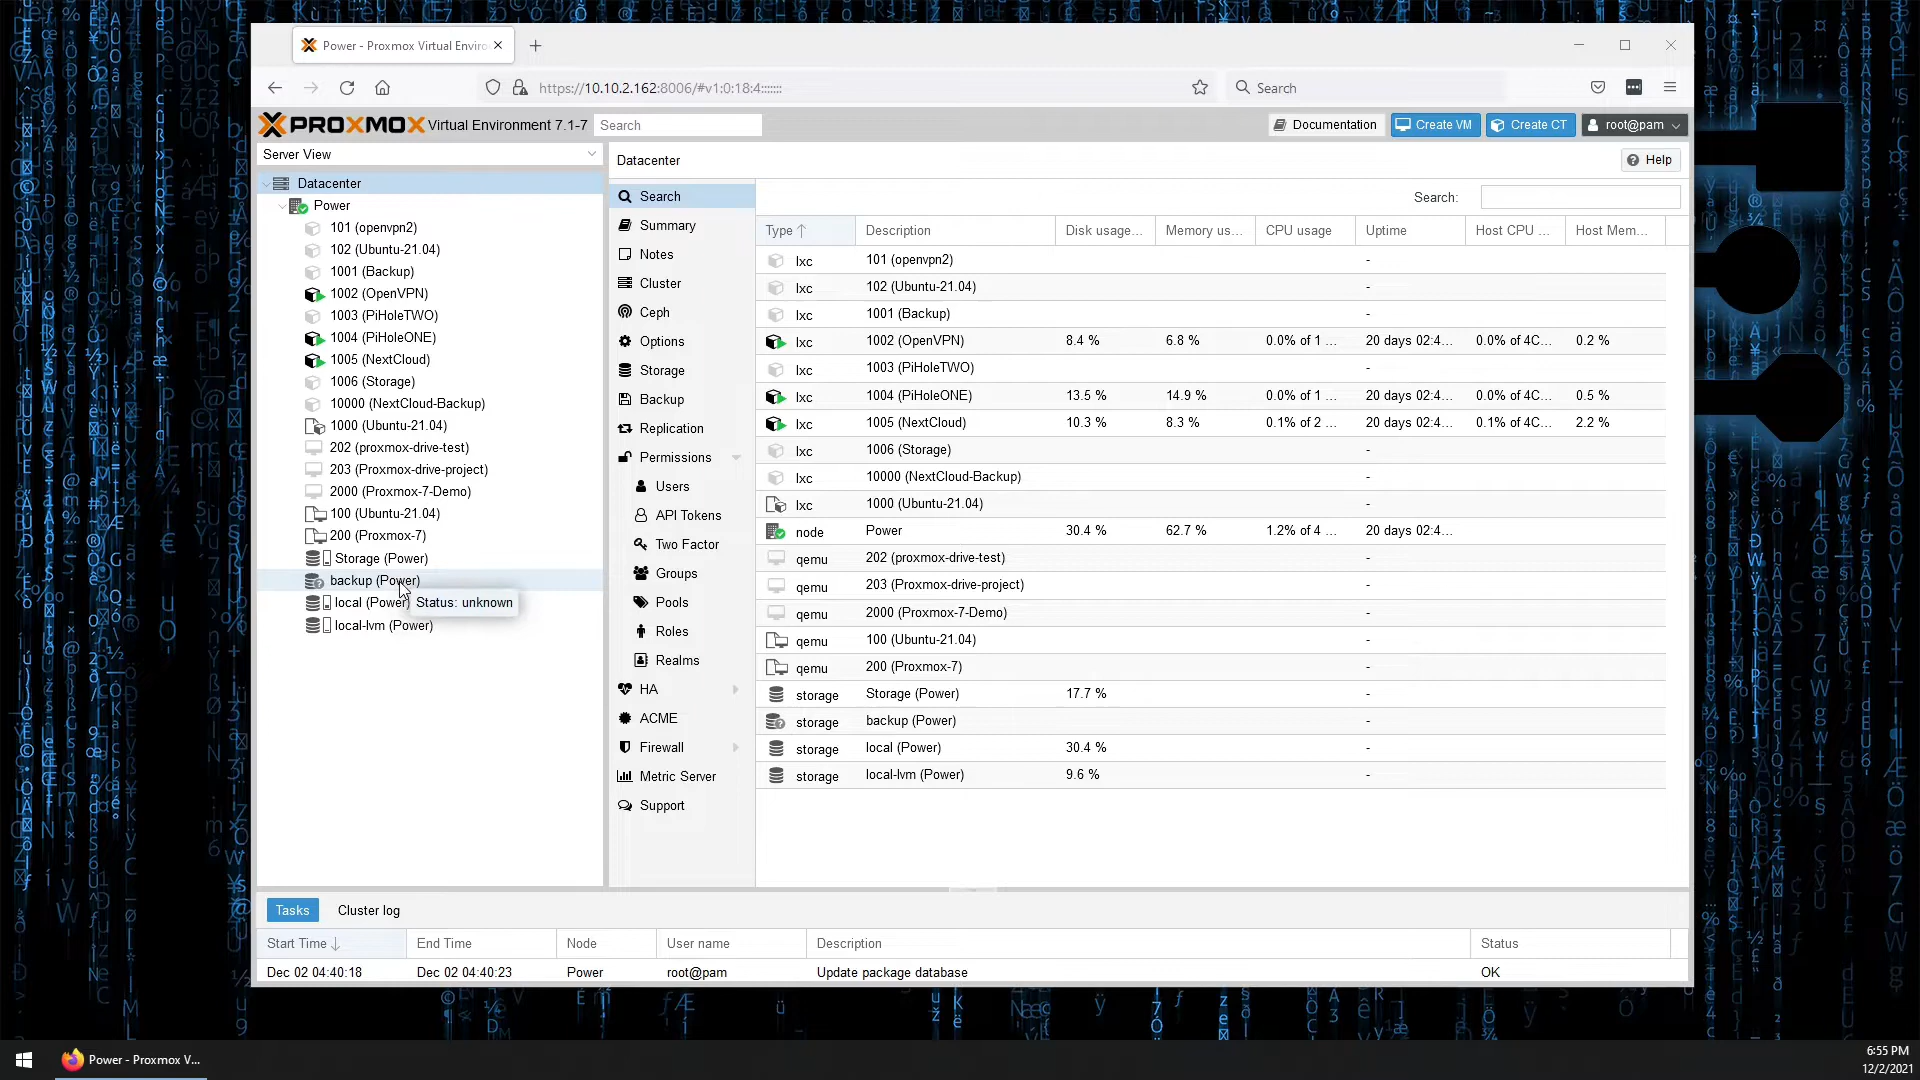 Power - Proxmox Virtual Enviro
https://10.10.2.162:8006/#v1:0:18:4:::::::
Search
PROXMOX Virtual Environment 7.1-7
Search
Documentation
Create VM
Create CT
root@pam
Server View
Datacenter
Help
Datacenter
Power
101 (openvpn2)
102 (Ubuntu-21.04)
1001 (Backup)
1002 (OpenVPN)
1003 (PiHoleTWO)
1004 (PiHoleONE)
1005 (NextCloud)
1006 (Storage)
10000 (NextCloud-Backup)
1000 (Ubuntu-21.04)
202 (proxmox-drive-test)
203 (Proxmox-drive-project)
2000 (Proxmox-7-Demo)
100 (Ubuntu-21.04)
200 (Proxmox-7)
Storage (Power)
backup (Power)
local (Power)
Status: unknown
local-lvm (Power)
Search
Summary
Notes
Cluster
Ceph
Options
Storage
Backup
Replication
Permissions
Users
API Tokens
Two Factor
Groups
Pools
Roles
Realms
HA
ACME
Firewall
Metric Server
Support
Search:
Type Description Disk usage... Memory us... CPU usage Uptime Host CPU ... Host Mem...
lxc 101 (openvpn2) -
lxc 102 (Ubuntu-21.04) -
lxc 1001 (Backup) -
lxc 1002 (OpenVPN) 8.4 % 6.8 % 0.0% of 1 ... 20 days 02:4... 0.0% of 4C... 0.2 %
lxc 1003 (PiHoleTWO) -
lxc 1004 (PiHoleONE) 13.5 % 14.9 % 0.0% of 1 ... 20 days 02:4... 0.0% of 4C... 0.5 %
lxc 1005 (NextCloud) 10.3 % 8.3 % 0.1% of 2 ... 20 days 02:4... 0.1% of 4C... 2.2 %
lxc 1006 (Storage) -
lxc 10000 (NextCloud-Backup) -
lxc 1000 (Ubuntu-21.04) -
node Power 30.4 % 62.7 % 1.2% of 4 ... 20 days 02:4...
qemu 202 (proxmox-drive-test) -
qemu 203 (Proxmox-drive-project) -
qemu 2000 (Proxmox-7-Demo) -
qemu 100 (Ubuntu-21.04) -
qemu 200 (Proxmox-7) -
storage Storage (Power) 17.7 % -
storage backup (Power) -
storage local (Power) 30.4 % -
storage local-lvm (Power) 9.6 % -
Tasks
Cluster log
Start Time End Time Node User name Description Status
Dec 02 04:40:18 Dec 02 04:40:23 Power root@pam Update package database OK
Power - Proxmox V...
6:55 PM
12/2/2021